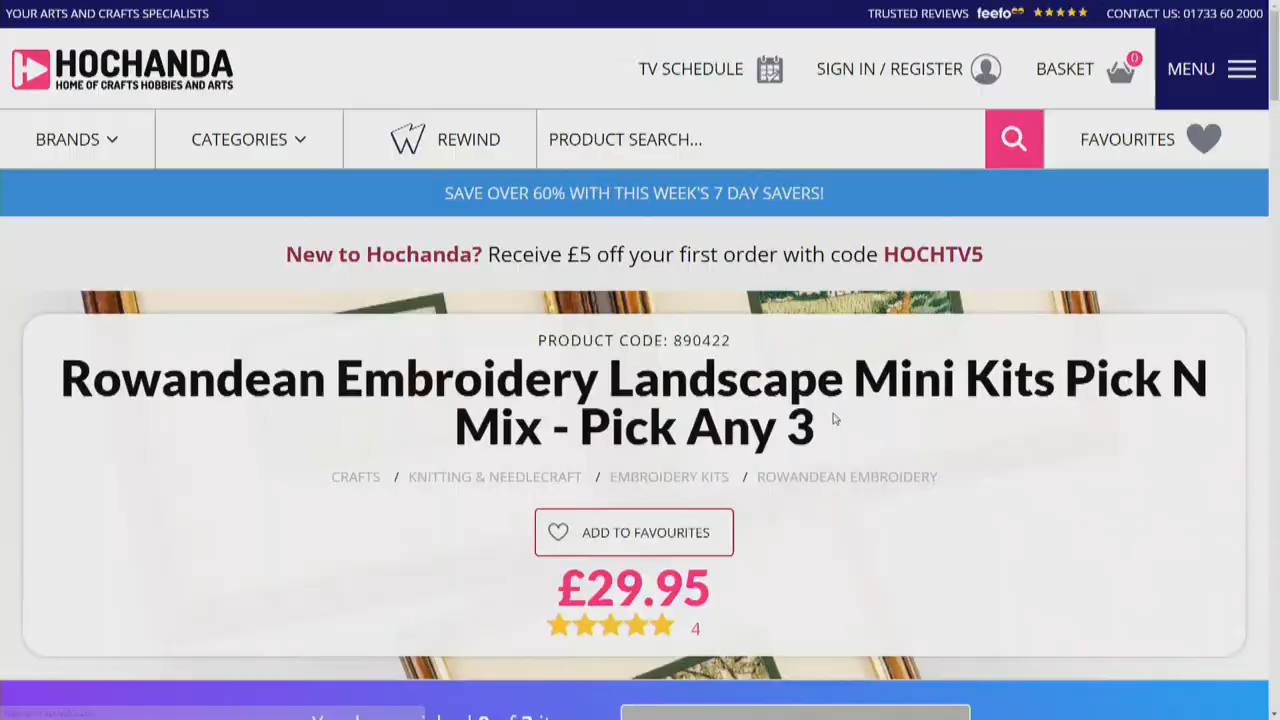 YOUR ARTS AND CRAFTS SPECIALISTS
TRUSTED REVIEWS feefo
CONTACT US: 01733 60 2000
HOCHANDA
HOME OF CRAFTS HOBBIES AND ARTS
TV SCHEDULE
SIGN IN / REGISTER
BASKET
0
MENU
BRANDS
CATEGORIES
REWIND
PRODUCT SEARCH...
FAVOURITES
SAVE OVER 60% WITH THIS WEEK'S 7 DAY SAVERS!
New to Hochanda? Receive £5 off your first order with code HOCHTV5
PRODUCT CODE: 890422
Rowandean Embroidery Landscape Mini Kits Pick N
Mix - Pick Any 3
CRAFTS / KNITTING & NEEDLECRAFT / EMBROIDERY KITS / ROWANDEAN EMBROIDERY
ADD TO FAVOURITES
£29.95
4